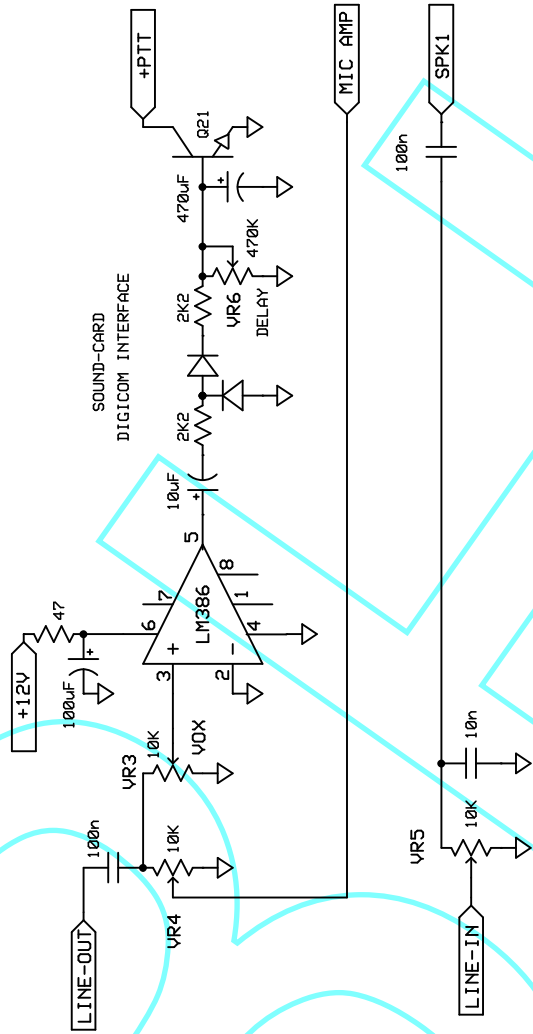 SOUND-CARD
DIGICOM INTERFACE
LINE-OUT
100n
VR4
10K
VR3
10K
VOX
+12V
47
100uF
3
2
+
-
6
7
LM386
4
1
8
5
10uF
+
2K2
2K2
VR6
470K
DELAY
470uF
+
Q21
+PTT
MIC AMP
LINE-IN
VR5
10K
10n
100n
SPK1
+